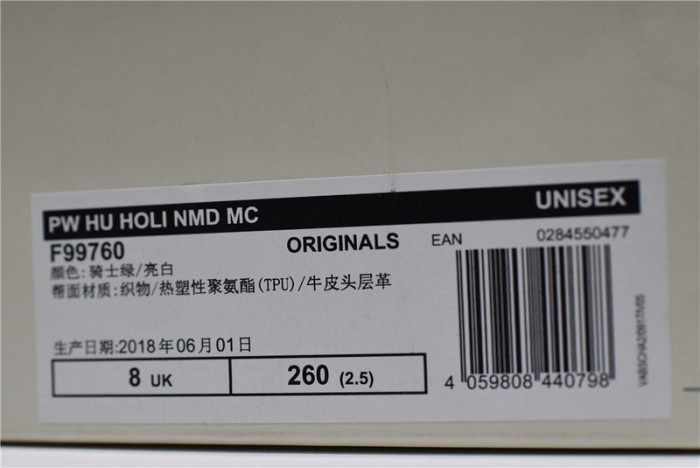 PW HU HOLI NMD MC
UNISEX
F99760
ORIGINALS
EAN
0284550477
颜色:骑士绿/亮白
帮面材质:织物/热塑性聚氨酯(TPU)/牛皮头层革
生产日期:2018年06月01日
8 UK
260 (2.5)
4 059808 440798